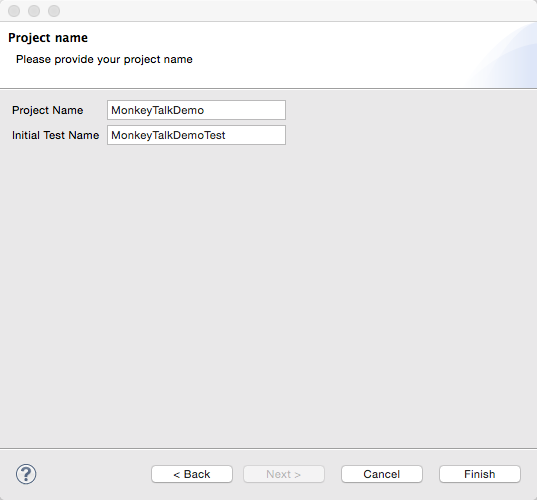 Project name
Please provide your project name
Project Name MonkeyTalkDemo
Initial Test Name MonkeyTalkDemoTest
? < Back Next > Cancel Finish